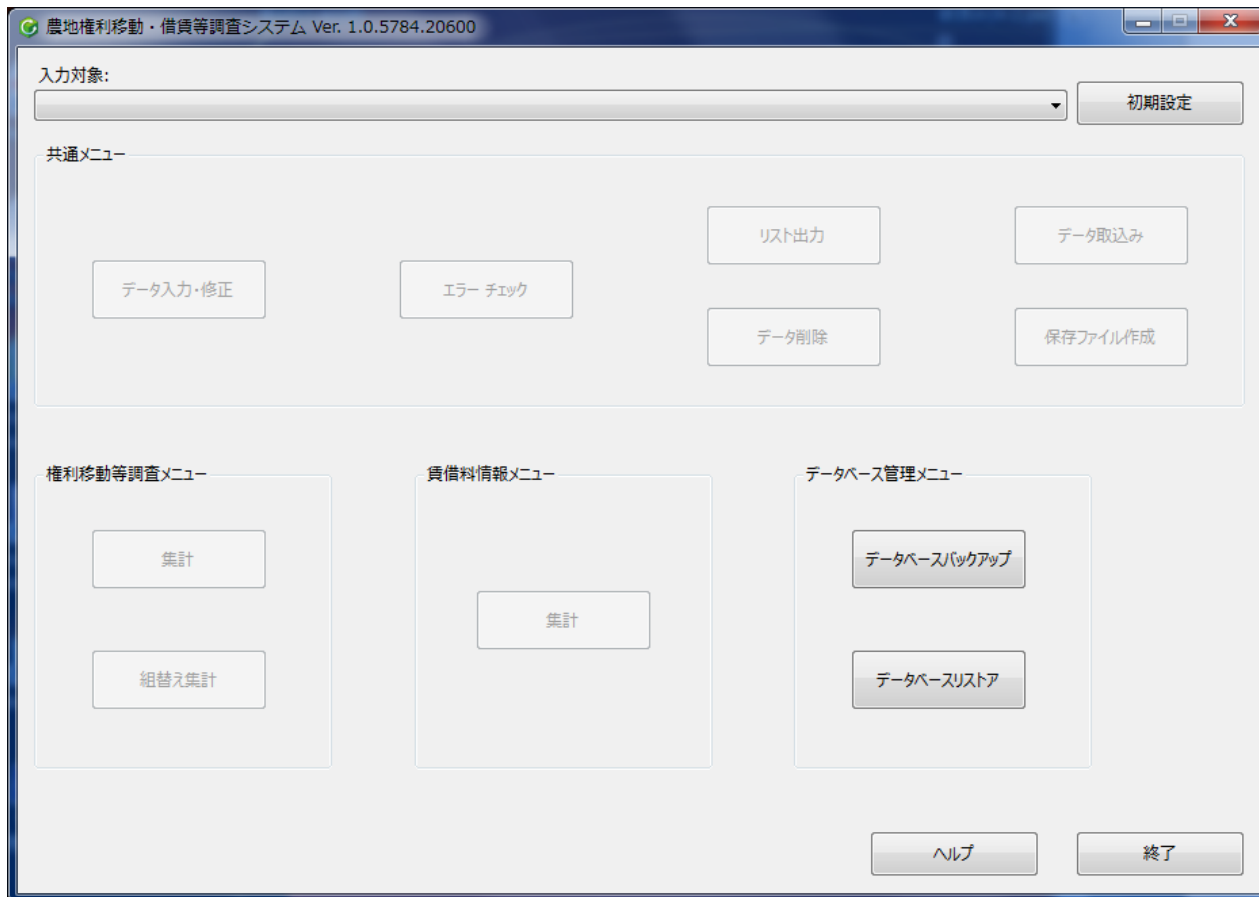 農地権利移動・借賃等調査システム Ver. 1.0.5784.20600
入力対象:
初期設定
共通メニュー
データ入力・修正
エラー チェック
リスト出力
データ取込み
データ削除
保存ファイル作成
権利移動等調査メニュー
集計
組替え集計
賃借料情報メニュー
集計
データベース管理メニュー
データベースバックアップ
データベースリストア
ヘルプ
終了